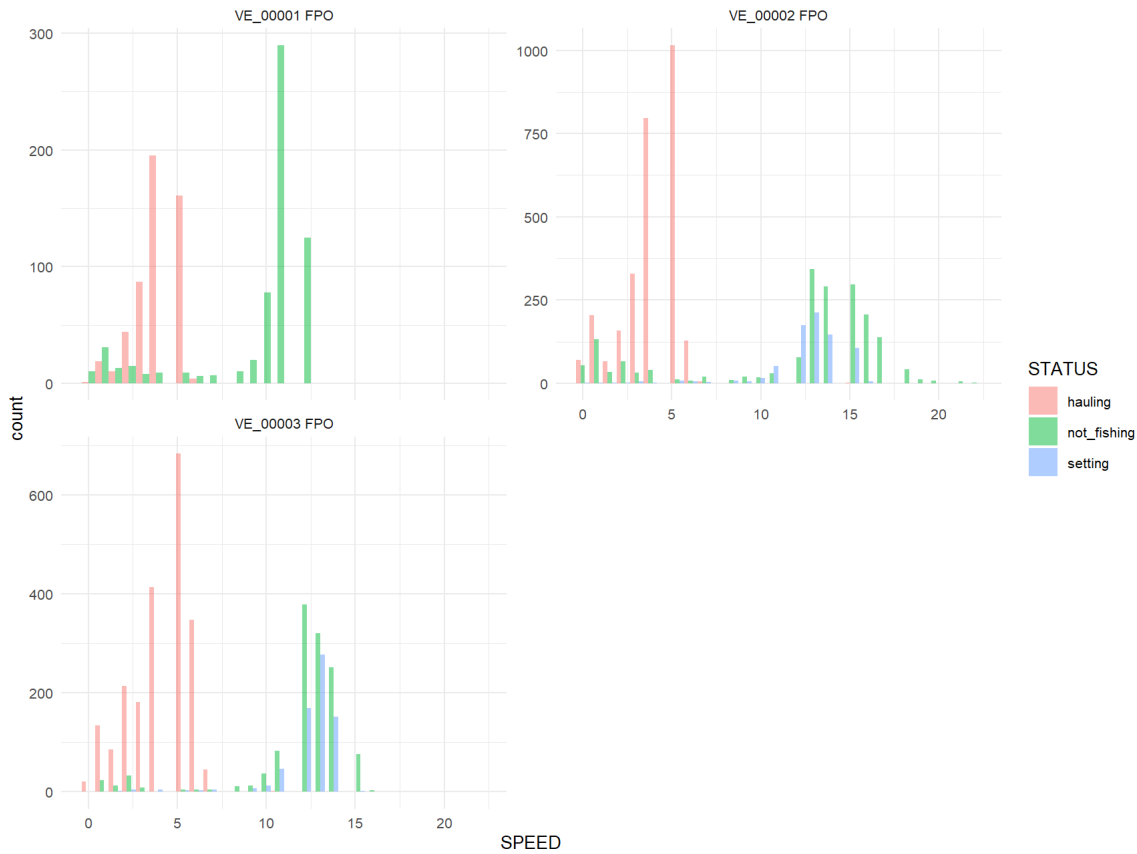 VE_00001 FPO
300
200
100
0
VE_00002 FPO
1000
750
500
250
0
0 5 10 15 20
VE_00003 FPO
600
400
200
0
0 5 10 15 20
count
SPEED
STATUS
hauling
not_fishing
setting